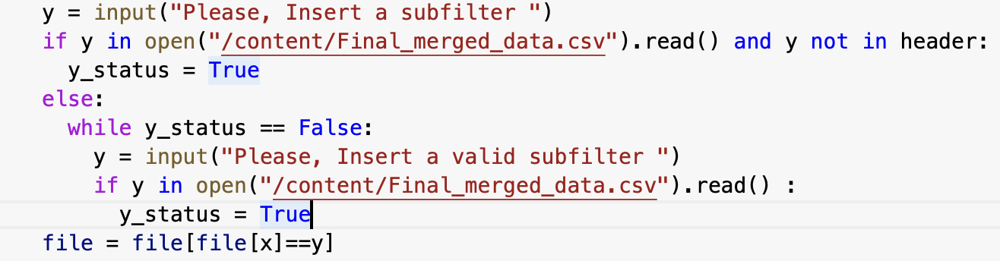 y = input("Please, Insert a subfilter ")
if y in open("/content/Final_merged_data.csv").read() and y not in header:
  y_status = True
else:
  while y_status == False:
    y = input("Please, Insert a valid subfilter ")
    if y in open("/content/Final_merged_data.csv").read() :
      y_status = True
file = file[file[x]==y]